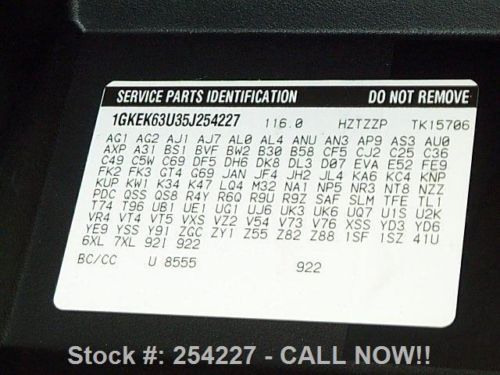 SERVICE PARTS IDENTIFICATION DO NOT REMOVE
1GKEK63U35J254227 116.0 HZTZZP TK15706
AG1 AG2 AJ1 AJ7 AL0 AL4 ANU AN3 AP9 AS3 AU0
AXP A31 BS1 BVF BW2 B30 B58 CF5 CJ2 C25 C36
C49 C5W C69 DF5 DH6 DK8 DL3 D07 EVA E52 FE9
FK2 FK3 GT4 G69 JAN JF4 JH2 JL4 KA6 KC4 KNP
KUP KW1 K34 K47 LQ4 M32 NA1 NP5 NR3 NT8 NZZ
PDC QSS QS8 R4Y R6Q R9U R9Z SAF SLM TFE TL1
T74 T96 UB1 UE1 UG1 UJ6 UK3 UK6 UQ7 U1S U2K
VR4 VT4 VT5 VXS VZ2 V54 V73 V76 XSS YD3 YD6
YE9 YSS Y91 ZGC ZY1 Z55 Z82 Z88 1SF 1SZ 41U
6XL 7XL 92I 922
BC/CC U 8555 922
Stock #: 254227 - CALL NOW!!